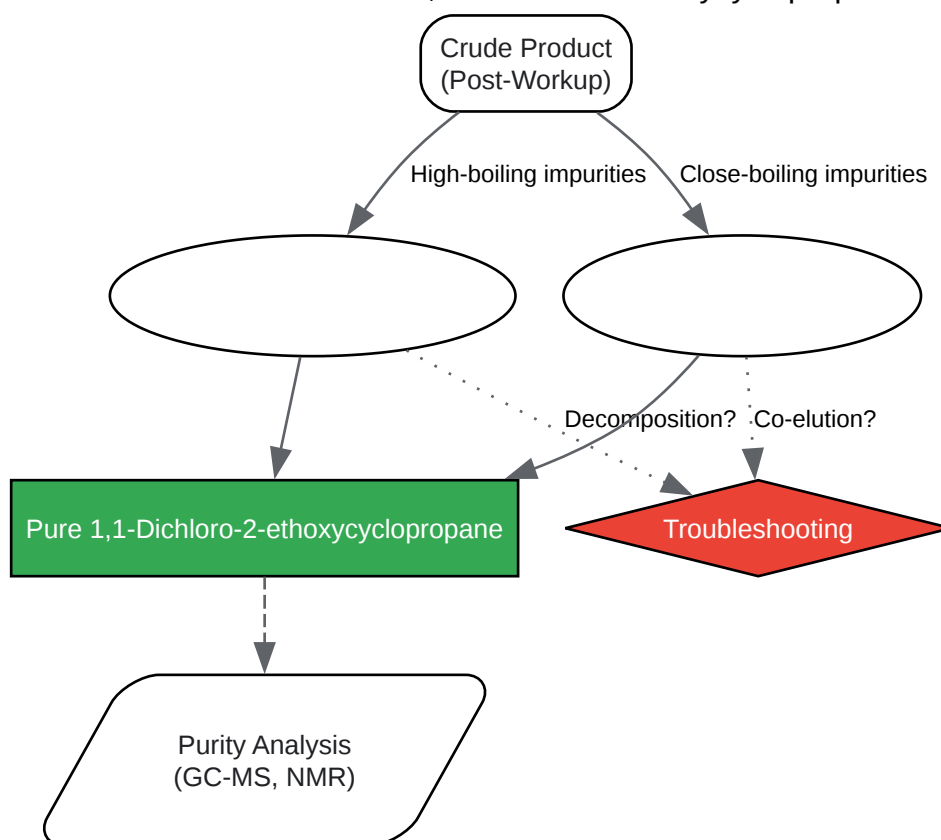 Crude Product
(Post-Workup)
High-boiling impurities
Close-boiling impurities
Decomposition?
Co-elution?
Pure 1,1-Dichloro-2-ethoxycyclopropane
Troubleshooting
Purity Analysis
(GC-MS, NMR)